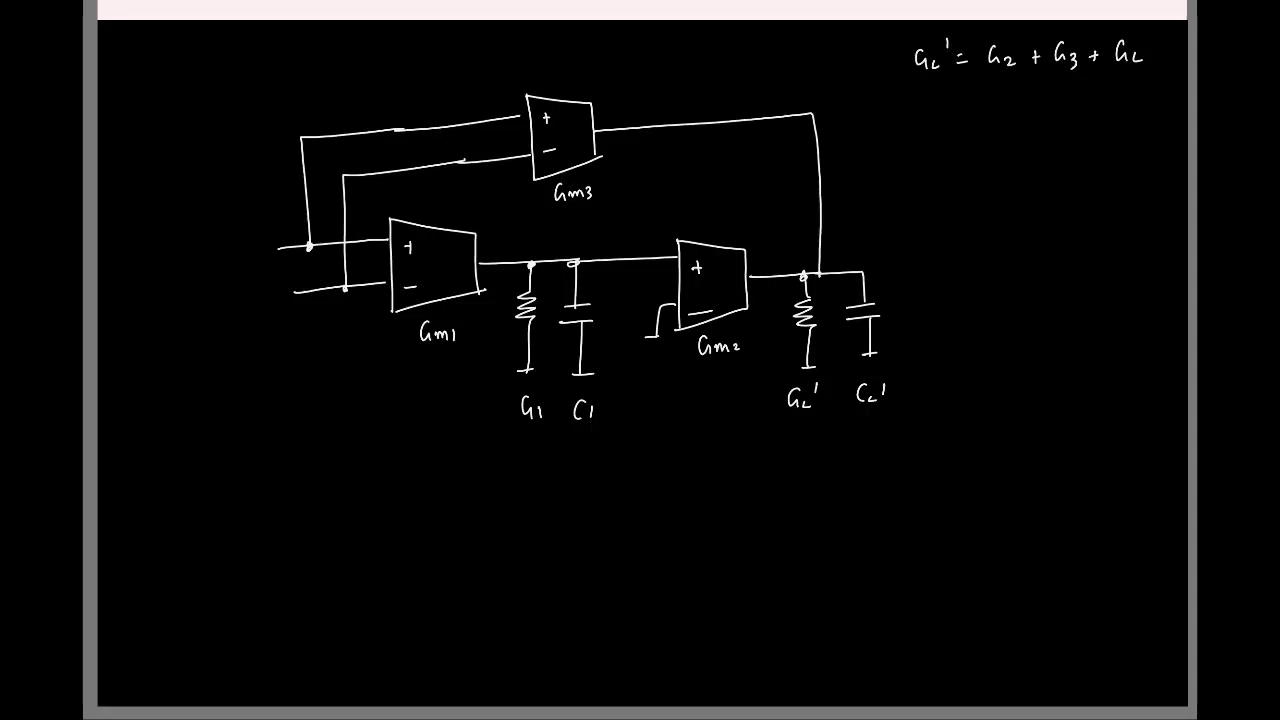 GL' = G2 + G3 + GL
+
−
Gm3
+
−
Gm1
+
−
Gm2
G1 C1
GL' CL'